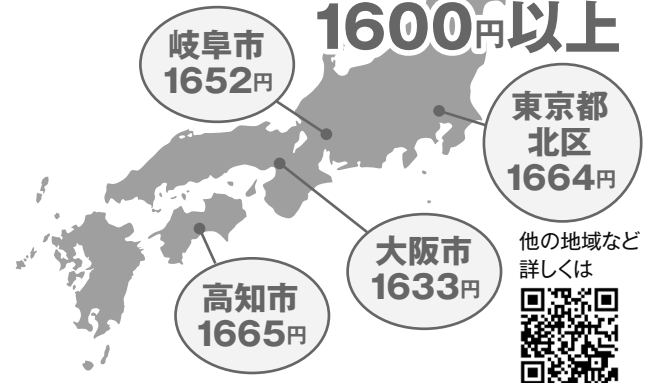 1600円以上
岐阜市
1652円
東京都
北区
1664円
大阪市
1633円
高知市
1665円
他の地域など
詳しくは